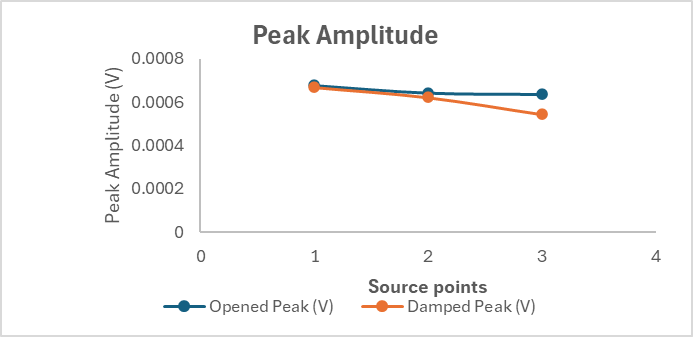 Peak Amplitude
Peak Amplitude (V)
0.0008
0.0006
0.0004
0.0002
0
0 1 2 3 4
Source points
Opened Peak (V) Damped Peak (V)